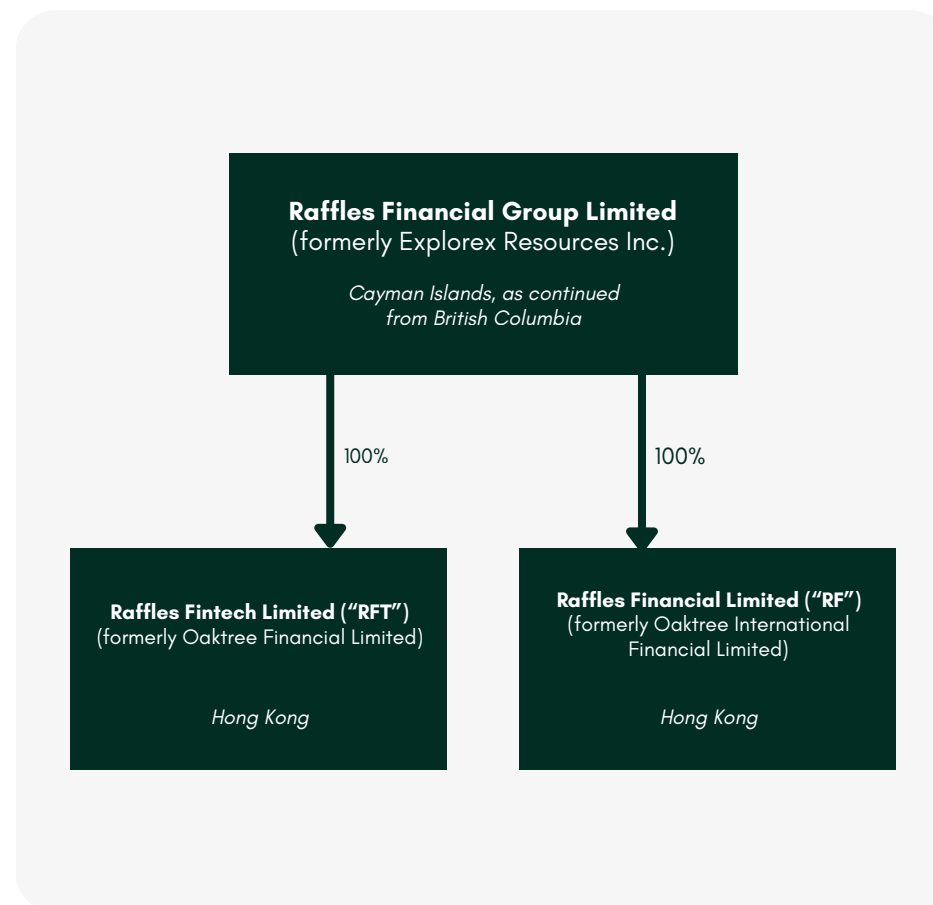 Raffles Financial Group Limited
(formerly Explorex Resources Inc.)
Cayman Islands, as continued
from British Columbia
100%
100%
Raffles Fintech Limited (“RFT”)
(formerly Oaktree Financial Limited)
Hong Kong
Raffles Financial Limited (“RF”)
(formerly Oaktree International
Financial Limited)
Hong Kong